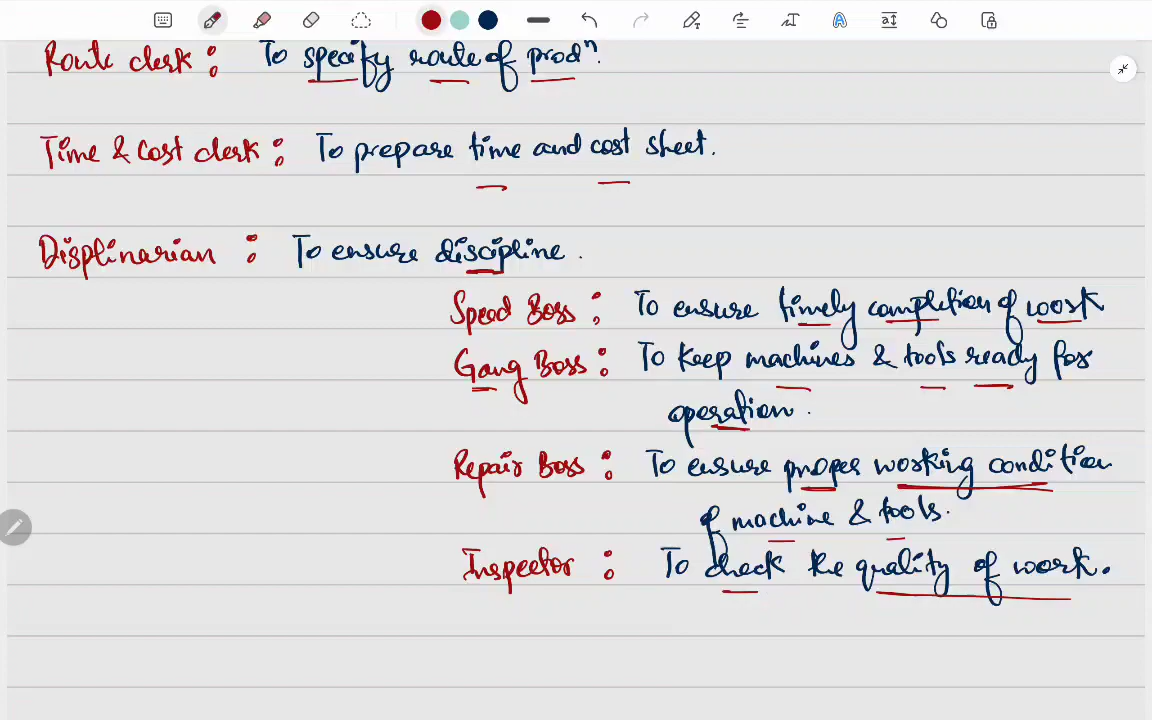 Route clerk : To specify route of prodⁿ.
Time & Cost clerk : To prepare time and cost sheet.
Displinarian : To ensure discipline.
Speed Boss : To ensure timely completion of work
Gang Boss : To keep machines & tools ready for
operation.
Repair Boss : To ensure proper working condition
of machine & tools.
Inspector : To check the quality of work.